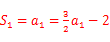 S₁ = a₁ = 3/2 a₁ − 2